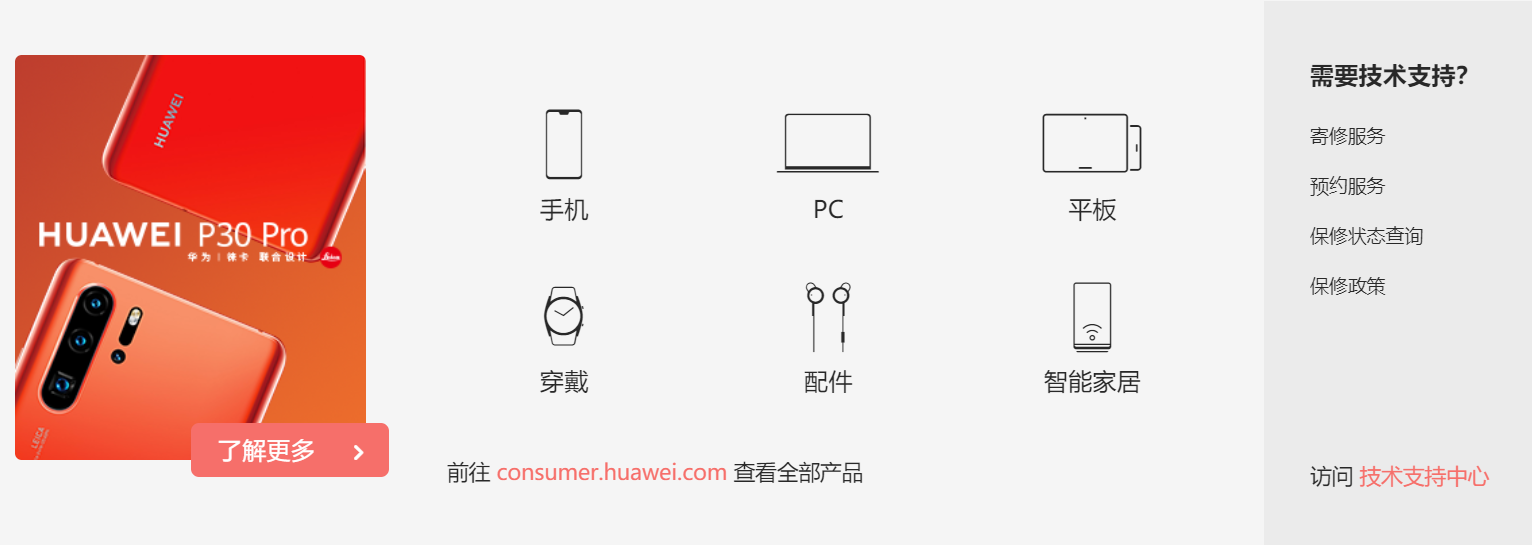 HUAWEI
HUAWEI P30 Pro
华为 | 徕卡 联合设计
Leica
LEICA
了解更多
手机
PC
平板
穿戴
配件
智能家居
前往 consumer.huawei.com 查看全部产品
需要技术支持?
寄修服务
预约服务
保修状态查询
保修政策
访问 技术支持中心